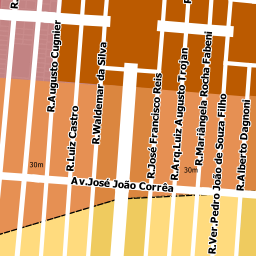 R.Augusto Cugnier
R.Luiz Castro
R.Waldemar da Silva
R.José Francisco Reis
R.Arq.Luiz Augusto Trojan
R.Mariângela Rocha Fabeni
R.Ver.Pedro João de Souza Filho
R.Alberto Dagnoni
30m
30m
Av.José João Corrêa